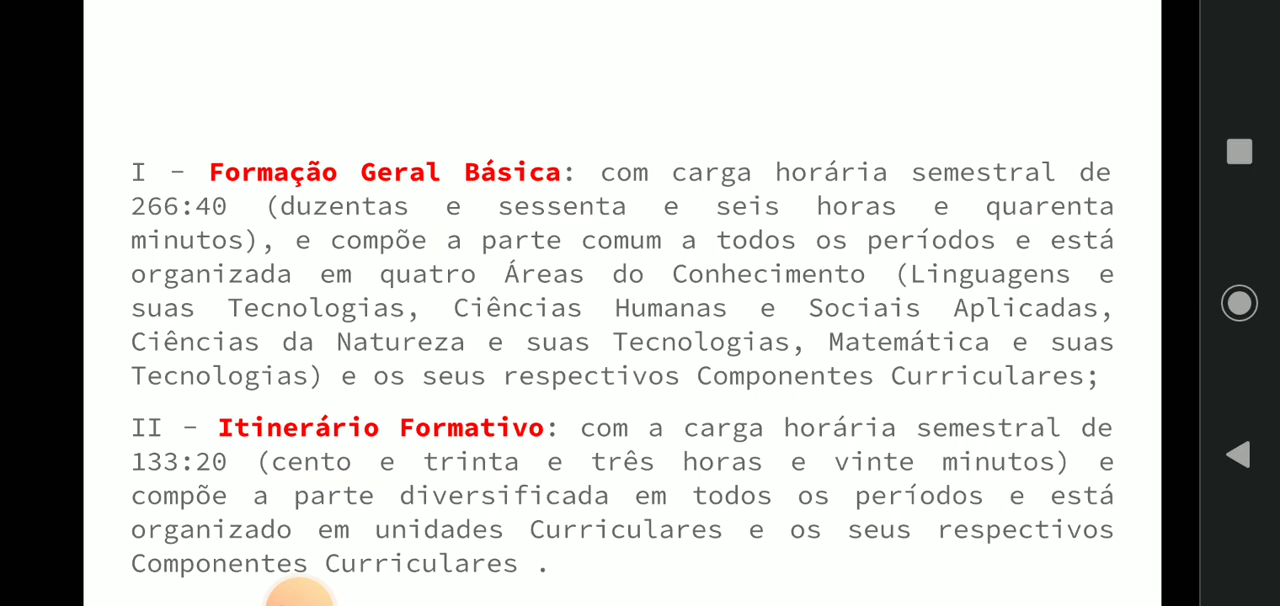 I - Formação Geral Básica: com carga horária semestral de
266:40 (duzentas e sessenta e seis horas e quarenta
minutos), e compõe a parte comum a todos os períodos e está
organizada em quatro Áreas do Conhecimento (Linguagens e
suas Tecnologias, Ciências Humanas e Sociais Aplicadas,
Ciências da Natureza e suas Tecnologias, Matemática e suas
Tecnologias) e os seus respectivos Componentes Curriculares;
II - Itinerário Formativo: com a carga horária semestral de
133:20 (cento e trinta e três horas e vinte minutos) e
compõe a parte diversificada em todos os períodos e está
organizado em unidades Curriculares e os seus respectivos
Componentes Curriculares .